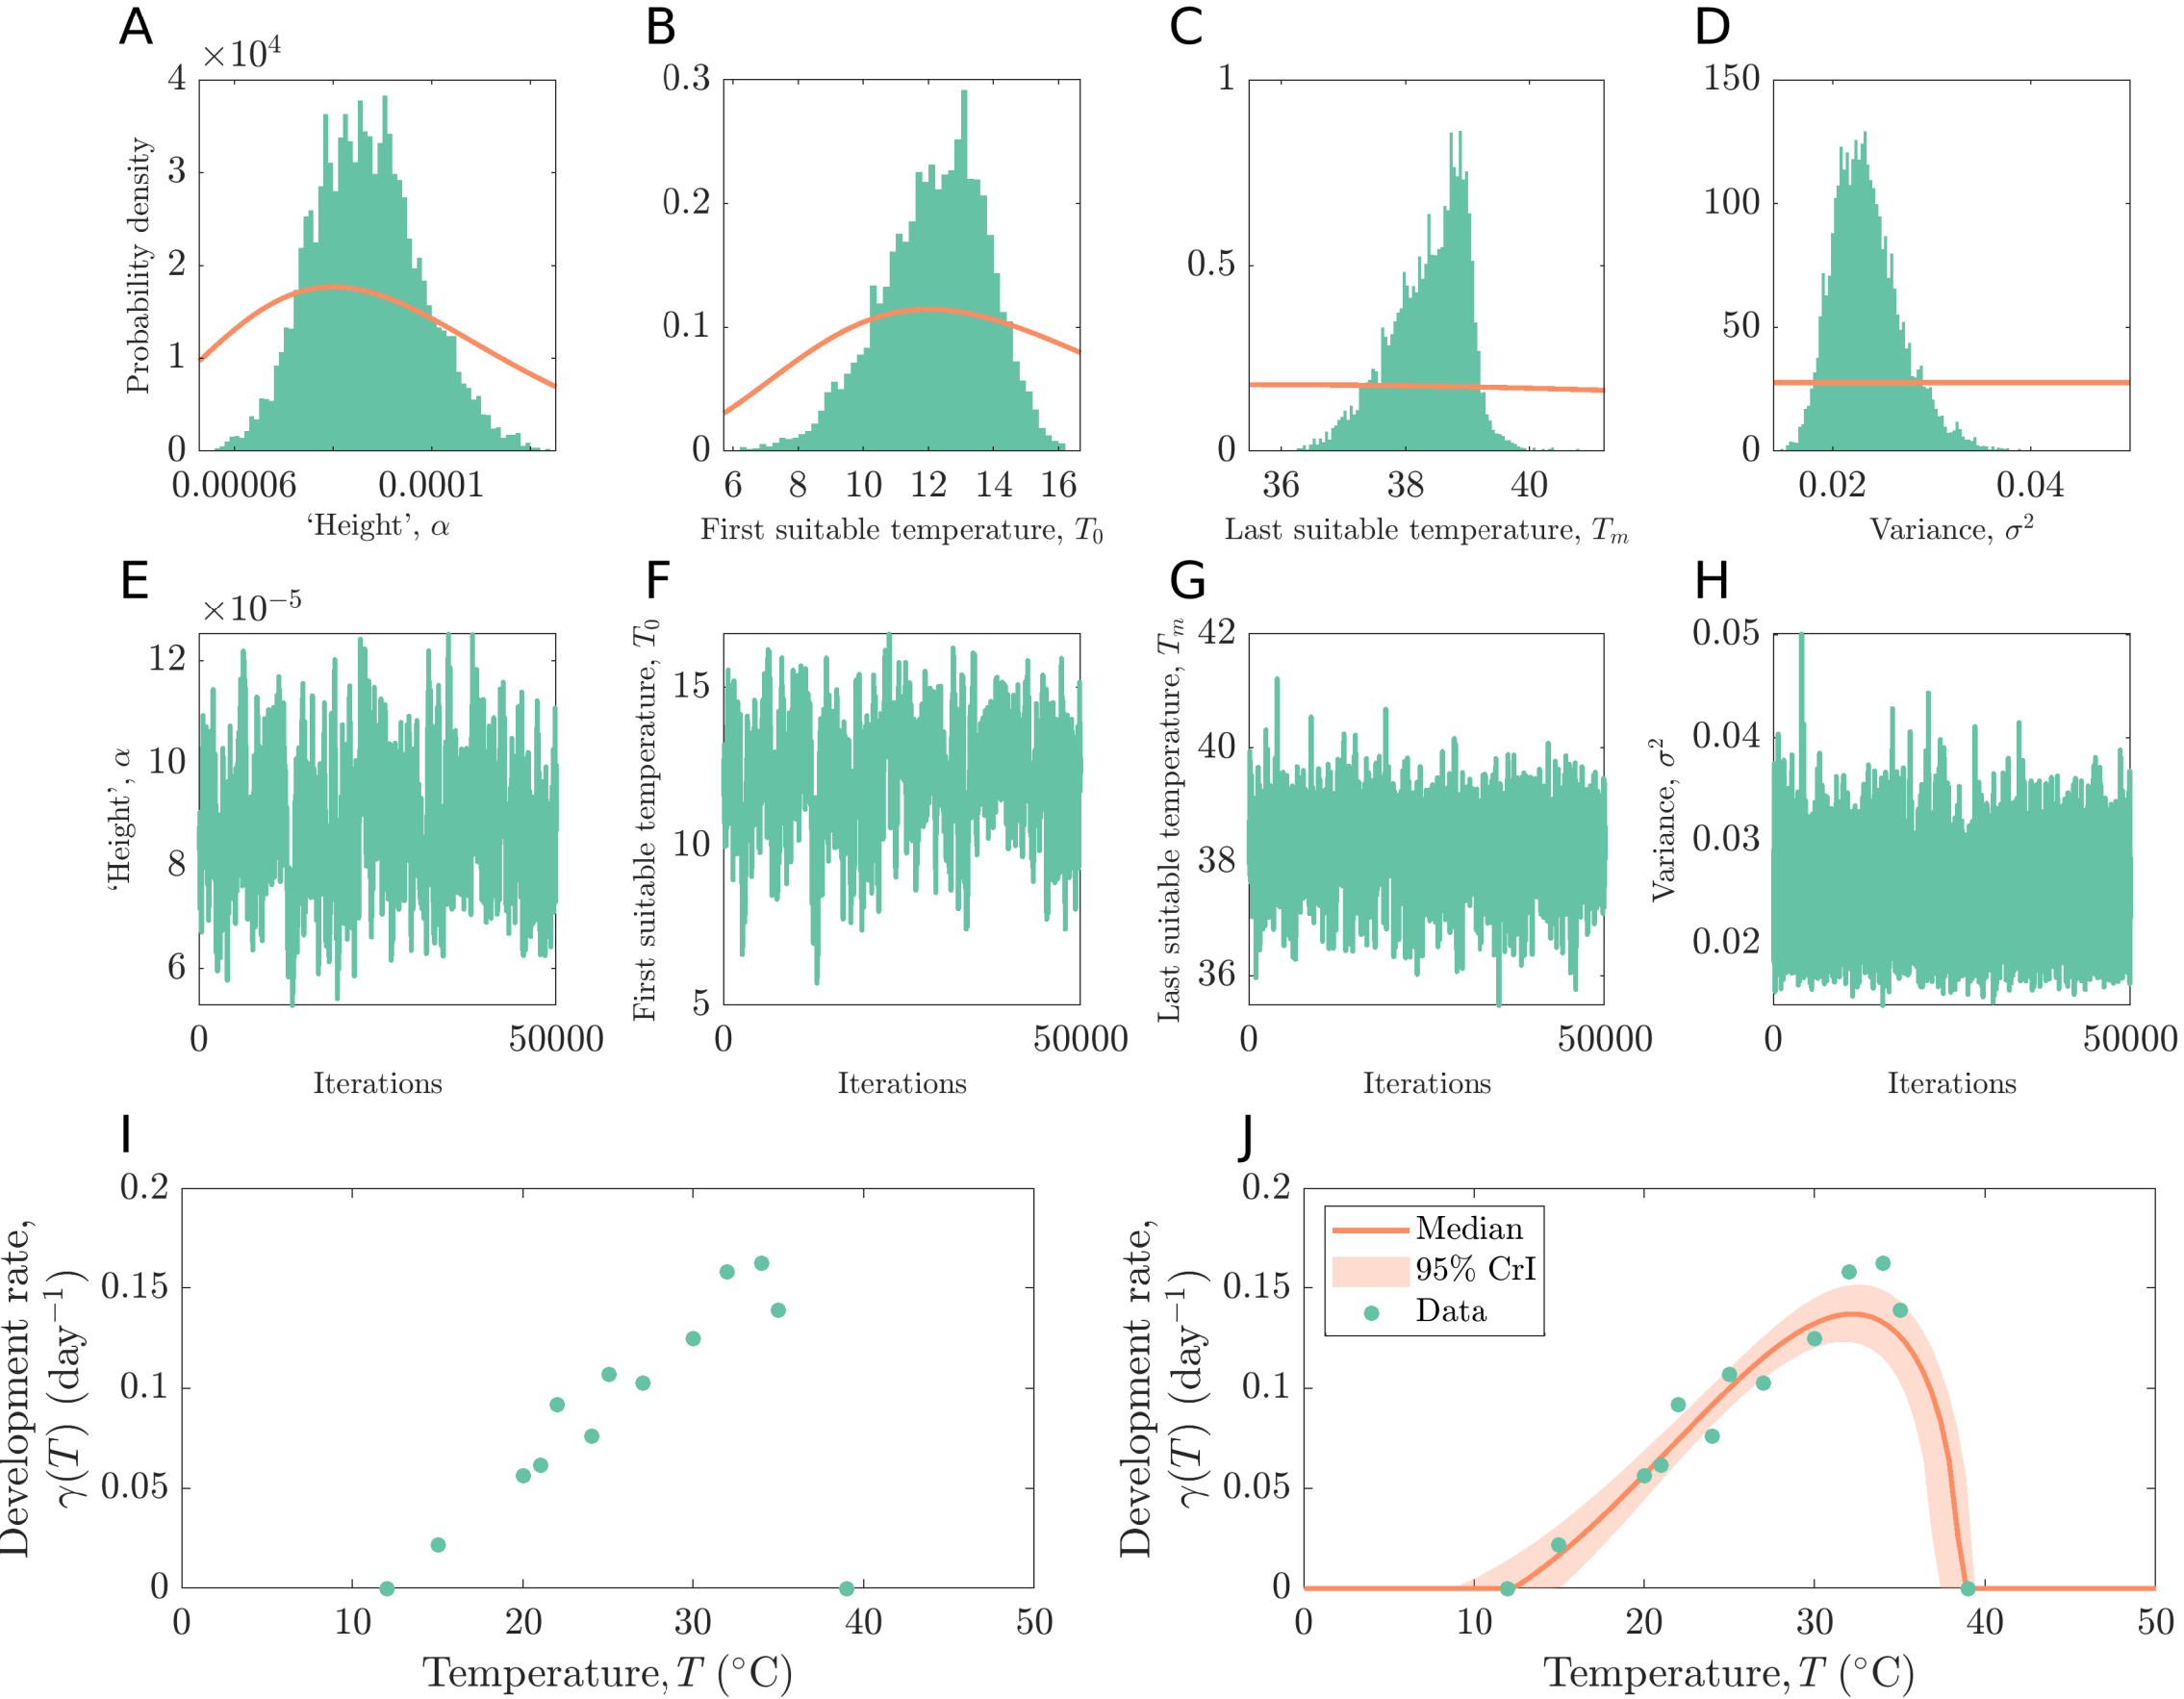 A
B
C
D
×10⁴
Probability density
4
3
2
1
0
0.00006
0.0001
‘Height’, α
0.3
0.2
0.1
0
6
8
10
12
14
16
First suitable temperature, T₀
1
0.5
0
36
38
40
Last suitable temperature, Tₘ
150
100
50
0
0.02
0.04
Variance, σ²
E
F
G
H
×10⁻⁵
‘Height’, α
12
10
8
6
0
50000
Iterations
First suitable temperature, T₀
15
10
5
0
50000
Iterations
Last suitable temperature, Tₘ
42
40
38
36
0
50000
Iterations
Variance, σ²
0.05
0.04
0.03
0.02
0
50000
Iterations
I
Development rate,
γ(T) (day⁻¹)
0.2
0.15
0.1
0.05
0
0
10
20
30
40
50
Temperature, T (°C)
J
Development rate,
γ(T) (day⁻¹)
0.2
0.15
0.1
0.05
0
Median
95% CrI
Data
0
10
20
30
40
50
Temperature, T (°C)